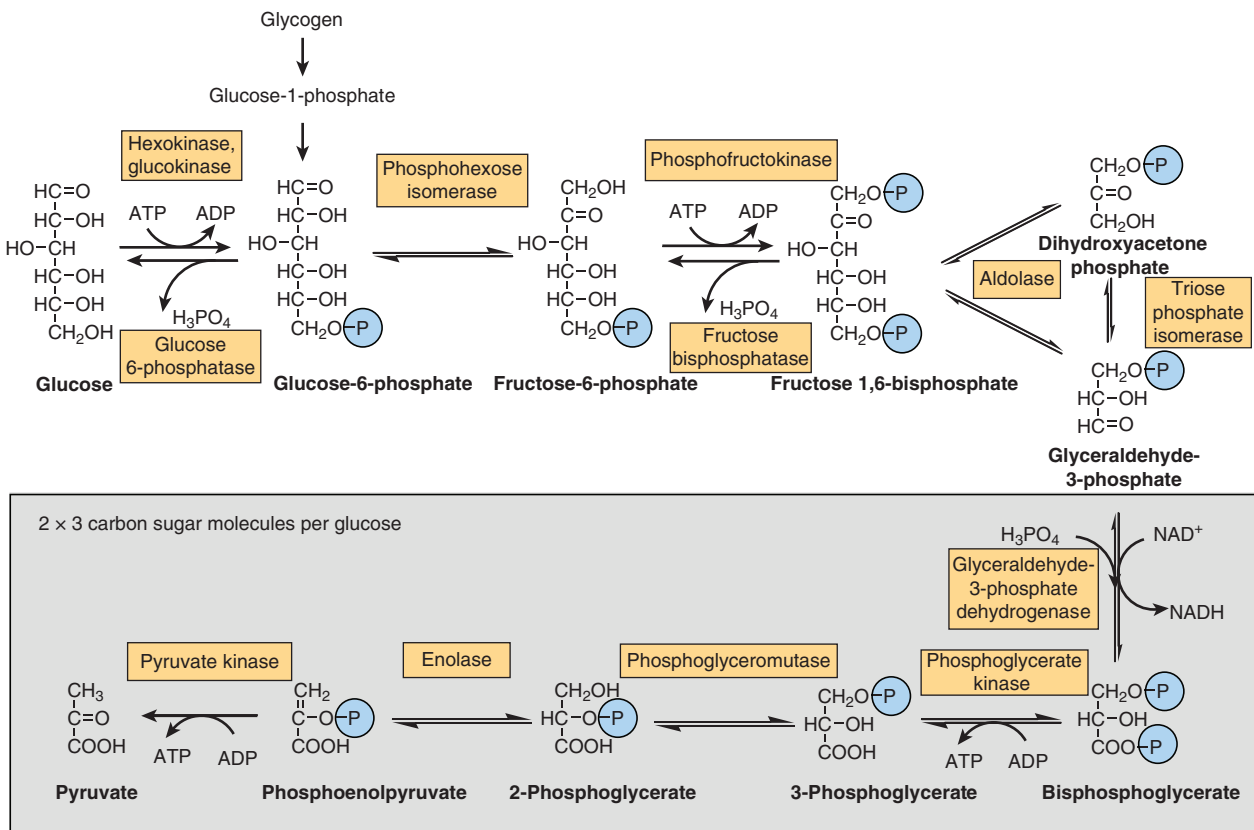 Glycogen
Glucose-1-phosphate
Hexokinase,
glucokinase
Phosphohexose
isomerase
Phosphofructokinase
HC=O
HC–OH
HO–CH
HC–OH
HC–OH
CH₂OH
Glucose
ATP
ADP
H₃PO₄
Glucose
6-phosphatase
HC=O
HC–OH
HO–CH
HC–OH
HC–OH
CH₂O–P
Glucose-6-phosphate
CH₂OH
C=O
HO–CH
HC–OH
HC–OH
CH₂O–P
Fructose-6-phosphate
ATP
ADP
H₃PO₄
Fructose
bisphosphatase
CH₂O–P
C=O
HO–CH
HC–OH
HC–OH
CH₂O–P
Fructose 1,6-bisphosphate
Aldolase
CH₂O–P
C=O
CH₂OH
Dihydroxyacetone
phosphate
Triose
phosphate
isomerase
CH₂O–P
HC–OH
HC=O
Glyceraldehyde-
3-phosphate
2 × 3 carbon sugar molecules per glucose
H₃PO₄
NAD⁺
Glyceraldehyde-
3-phosphate
dehydrogenase
NADH
Pyruvate kinase
Enolase
Phosphoglyceromutase
Phosphoglycerate
kinase
CH₃
C=O
COOH
Pyruvate
ATP
ADP
CH₂
C–O–P
COOH
Phosphoenolpyruvate
CH₂OH
HC–O–P
COOH
2-Phosphoglycerate
CH₂O–P
HC–OH
COOH
3-Phosphoglycerate
ATP
ADP
CH₂O–P
HC–OH
COO–P
Bisphosphoglycerate